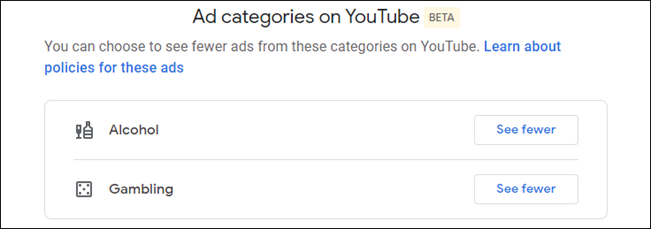 Ad categories on YouTube BETA
You can choose to see fewer ads from these categories on YouTube. Learn about
policies for these ads
Alcohol See fewer
Gambling See fewer